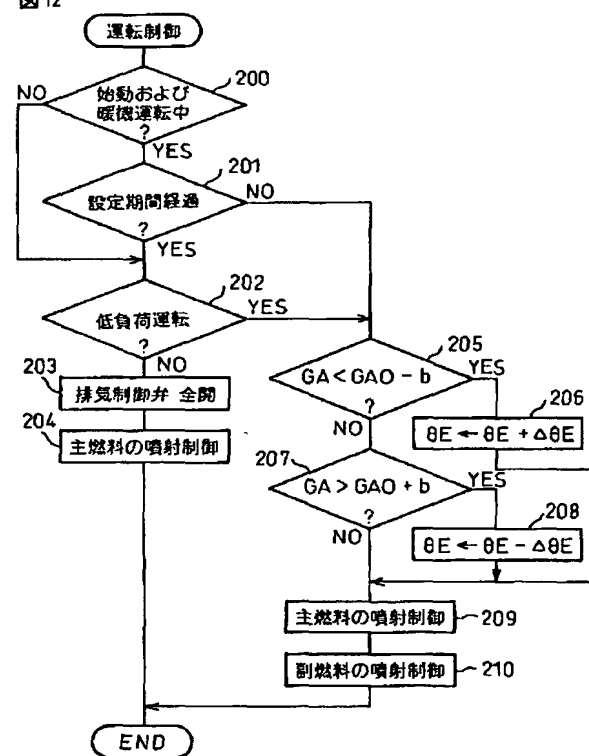 図12
運転制御
200
始動および
暖機運転中
?
NO
YES
201
設定期間経過
?
NO
YES
202
低負荷運転
?
YES
NO
203
排気制御弁 全開
204
主燃料の噴射制御
205
GA<GAO-b
?
YES
NO
206
θE←θE+ΔθE
207
GA>GAO+b
?
YES
NO
208
θE←θE-ΔθE
主燃料の噴射制御
209
副燃料の噴射制御
210
END